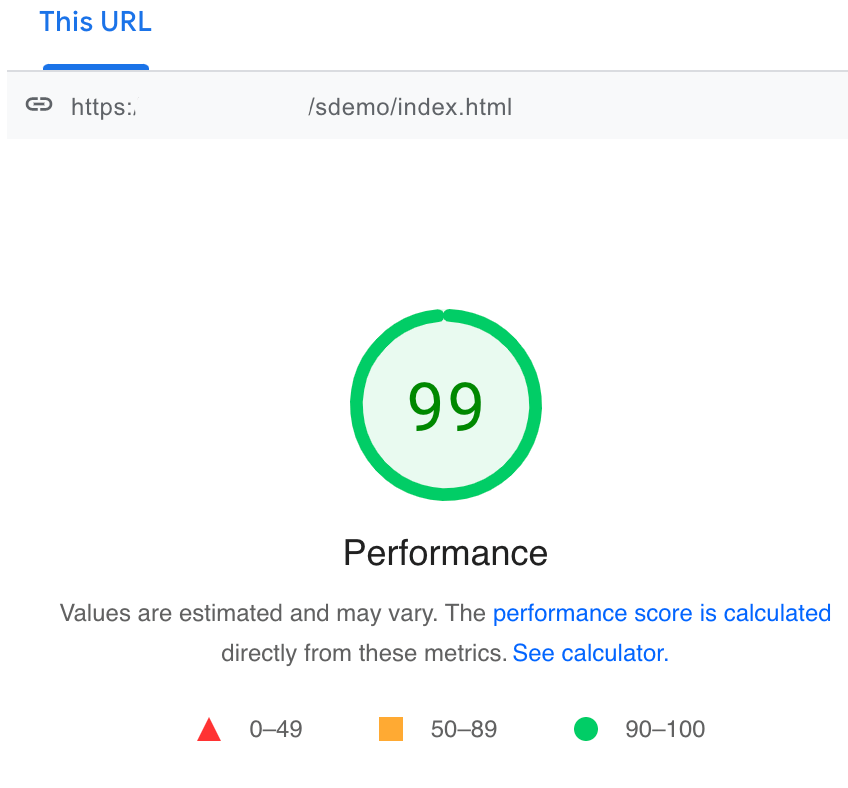 This URL
https:/ /sdemo/index.html
99
Performance
Values are estimated and may vary. The performance score is calculated
directly from these metrics. See calculator.
0–49 50–89 90–100